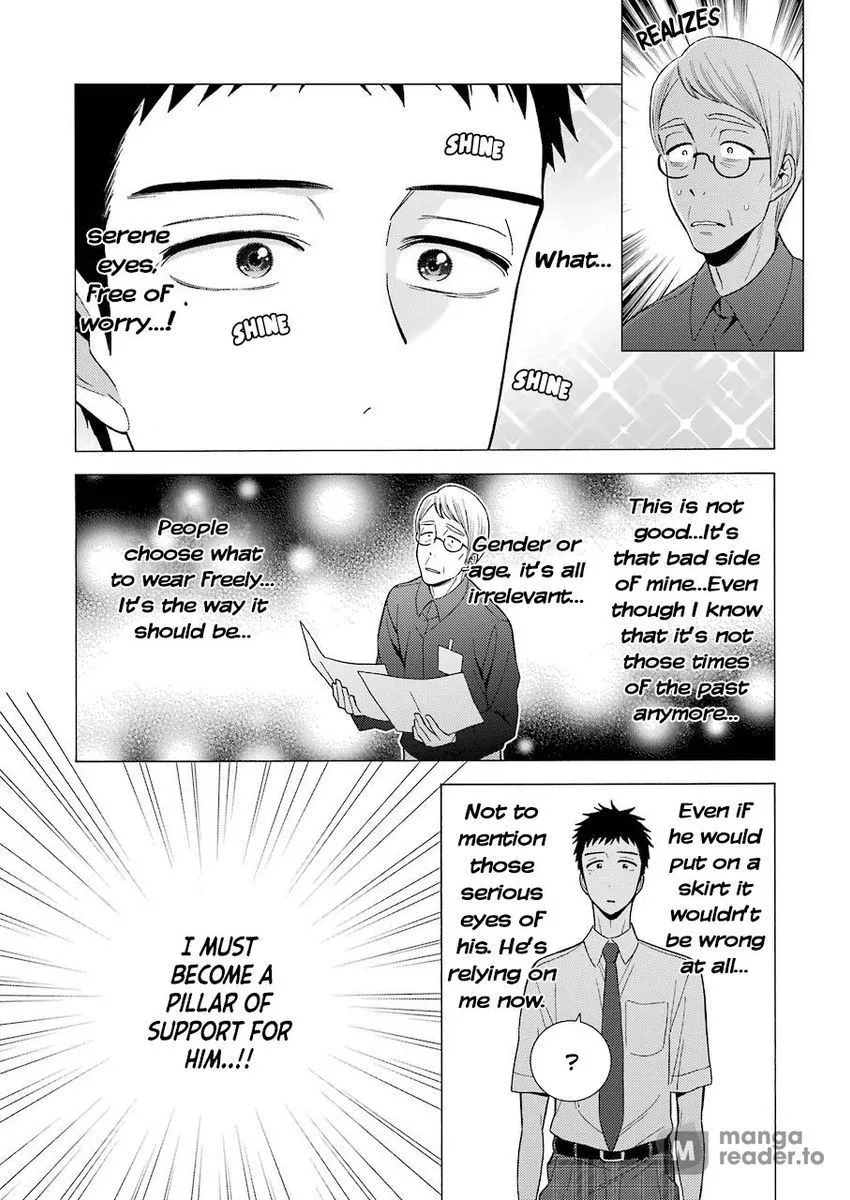 REALIZES
What...
SHINE
SHINE
SHINE
serene
eyes,
Free of
worry...!
This is not
good...It's
that bad side
of mine...Even
though I know
that it's not
those times
of the past
anymore...
Gender or
age, it's all
irrelevant...
People
choose what
to wear Freely...
It's the way it
should be...
Even if
he would
put on a
skirt it
wouldn't
be wrong
at all...
Not to
mention
those
serious
eyes of
his. He's
relying on
me now.
?
I MUST
BECOME A
PILLAR OF
SUPPORT FOR
HIM..!!
M manga
reader.to